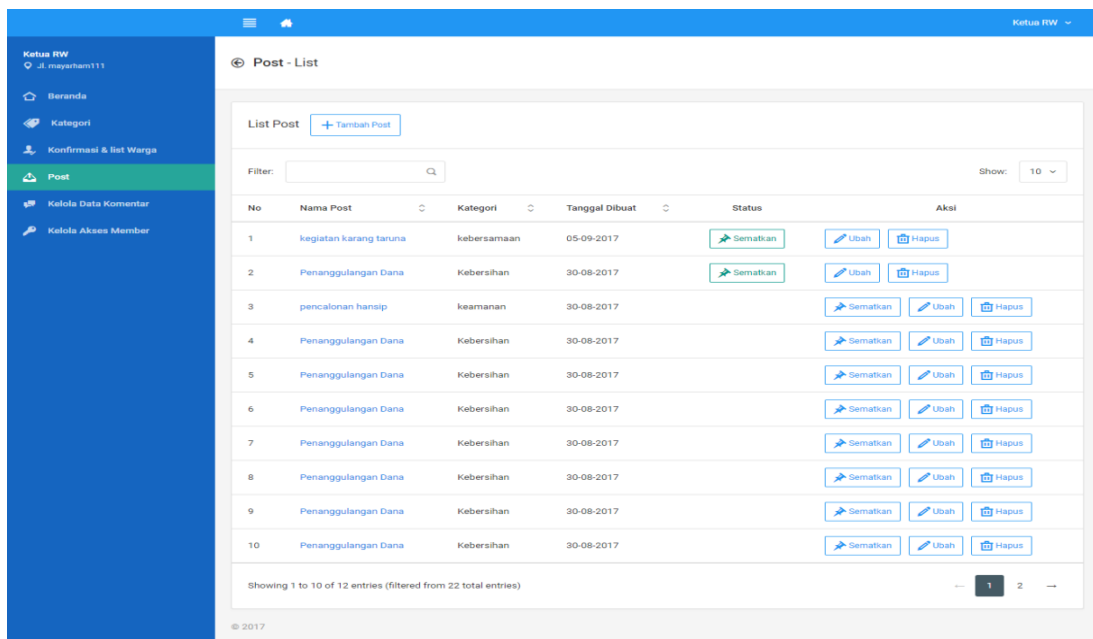 Ketua RW
Ketua RW
Jl. mayarham111
Beranda
Kategori
Konfirmasi & list Warga
Post
Kelola Data Komentar
Kelola Akses Member
Post - List
List Post + Tambah Post
Filter: Show: 10
No Nama Post Kategori Tanggal Dibuat Status Aksi
1 kegiatan karang taruna kebersamaan 05-09-2017 Sematkan Ubah Hapus
2 Penanggulangan Dana Kebersihan 30-08-2017 Sematkan Ubah Hapus
3 pencalonan hansip keamanan 30-08-2017 Sematkan Ubah Hapus
4 Penanggulangan Dana Kebersihan 30-08-2017 Sematkan Ubah Hapus
5 Penanggulangan Dana Kebersihan 30-08-2017 Sematkan Ubah Hapus
6 Penanggulangan Dana Kebersihan 30-08-2017 Sematkan Ubah Hapus
7 Penanggulangan Dana Kebersihan 30-08-2017 Sematkan Ubah Hapus
8 Penanggulangan Dana Kebersihan 30-08-2017 Sematkan Ubah Hapus
9 Penanggulangan Dana Kebersihan 30-08-2017 Sematkan Ubah Hapus
10 Penanggulangan Dana Kebersihan 30-08-2017 Sematkan Ubah Hapus
Showing 1 to 10 of 12 entries (filtered from 22 total entries) ← 1 2 →
© 2017